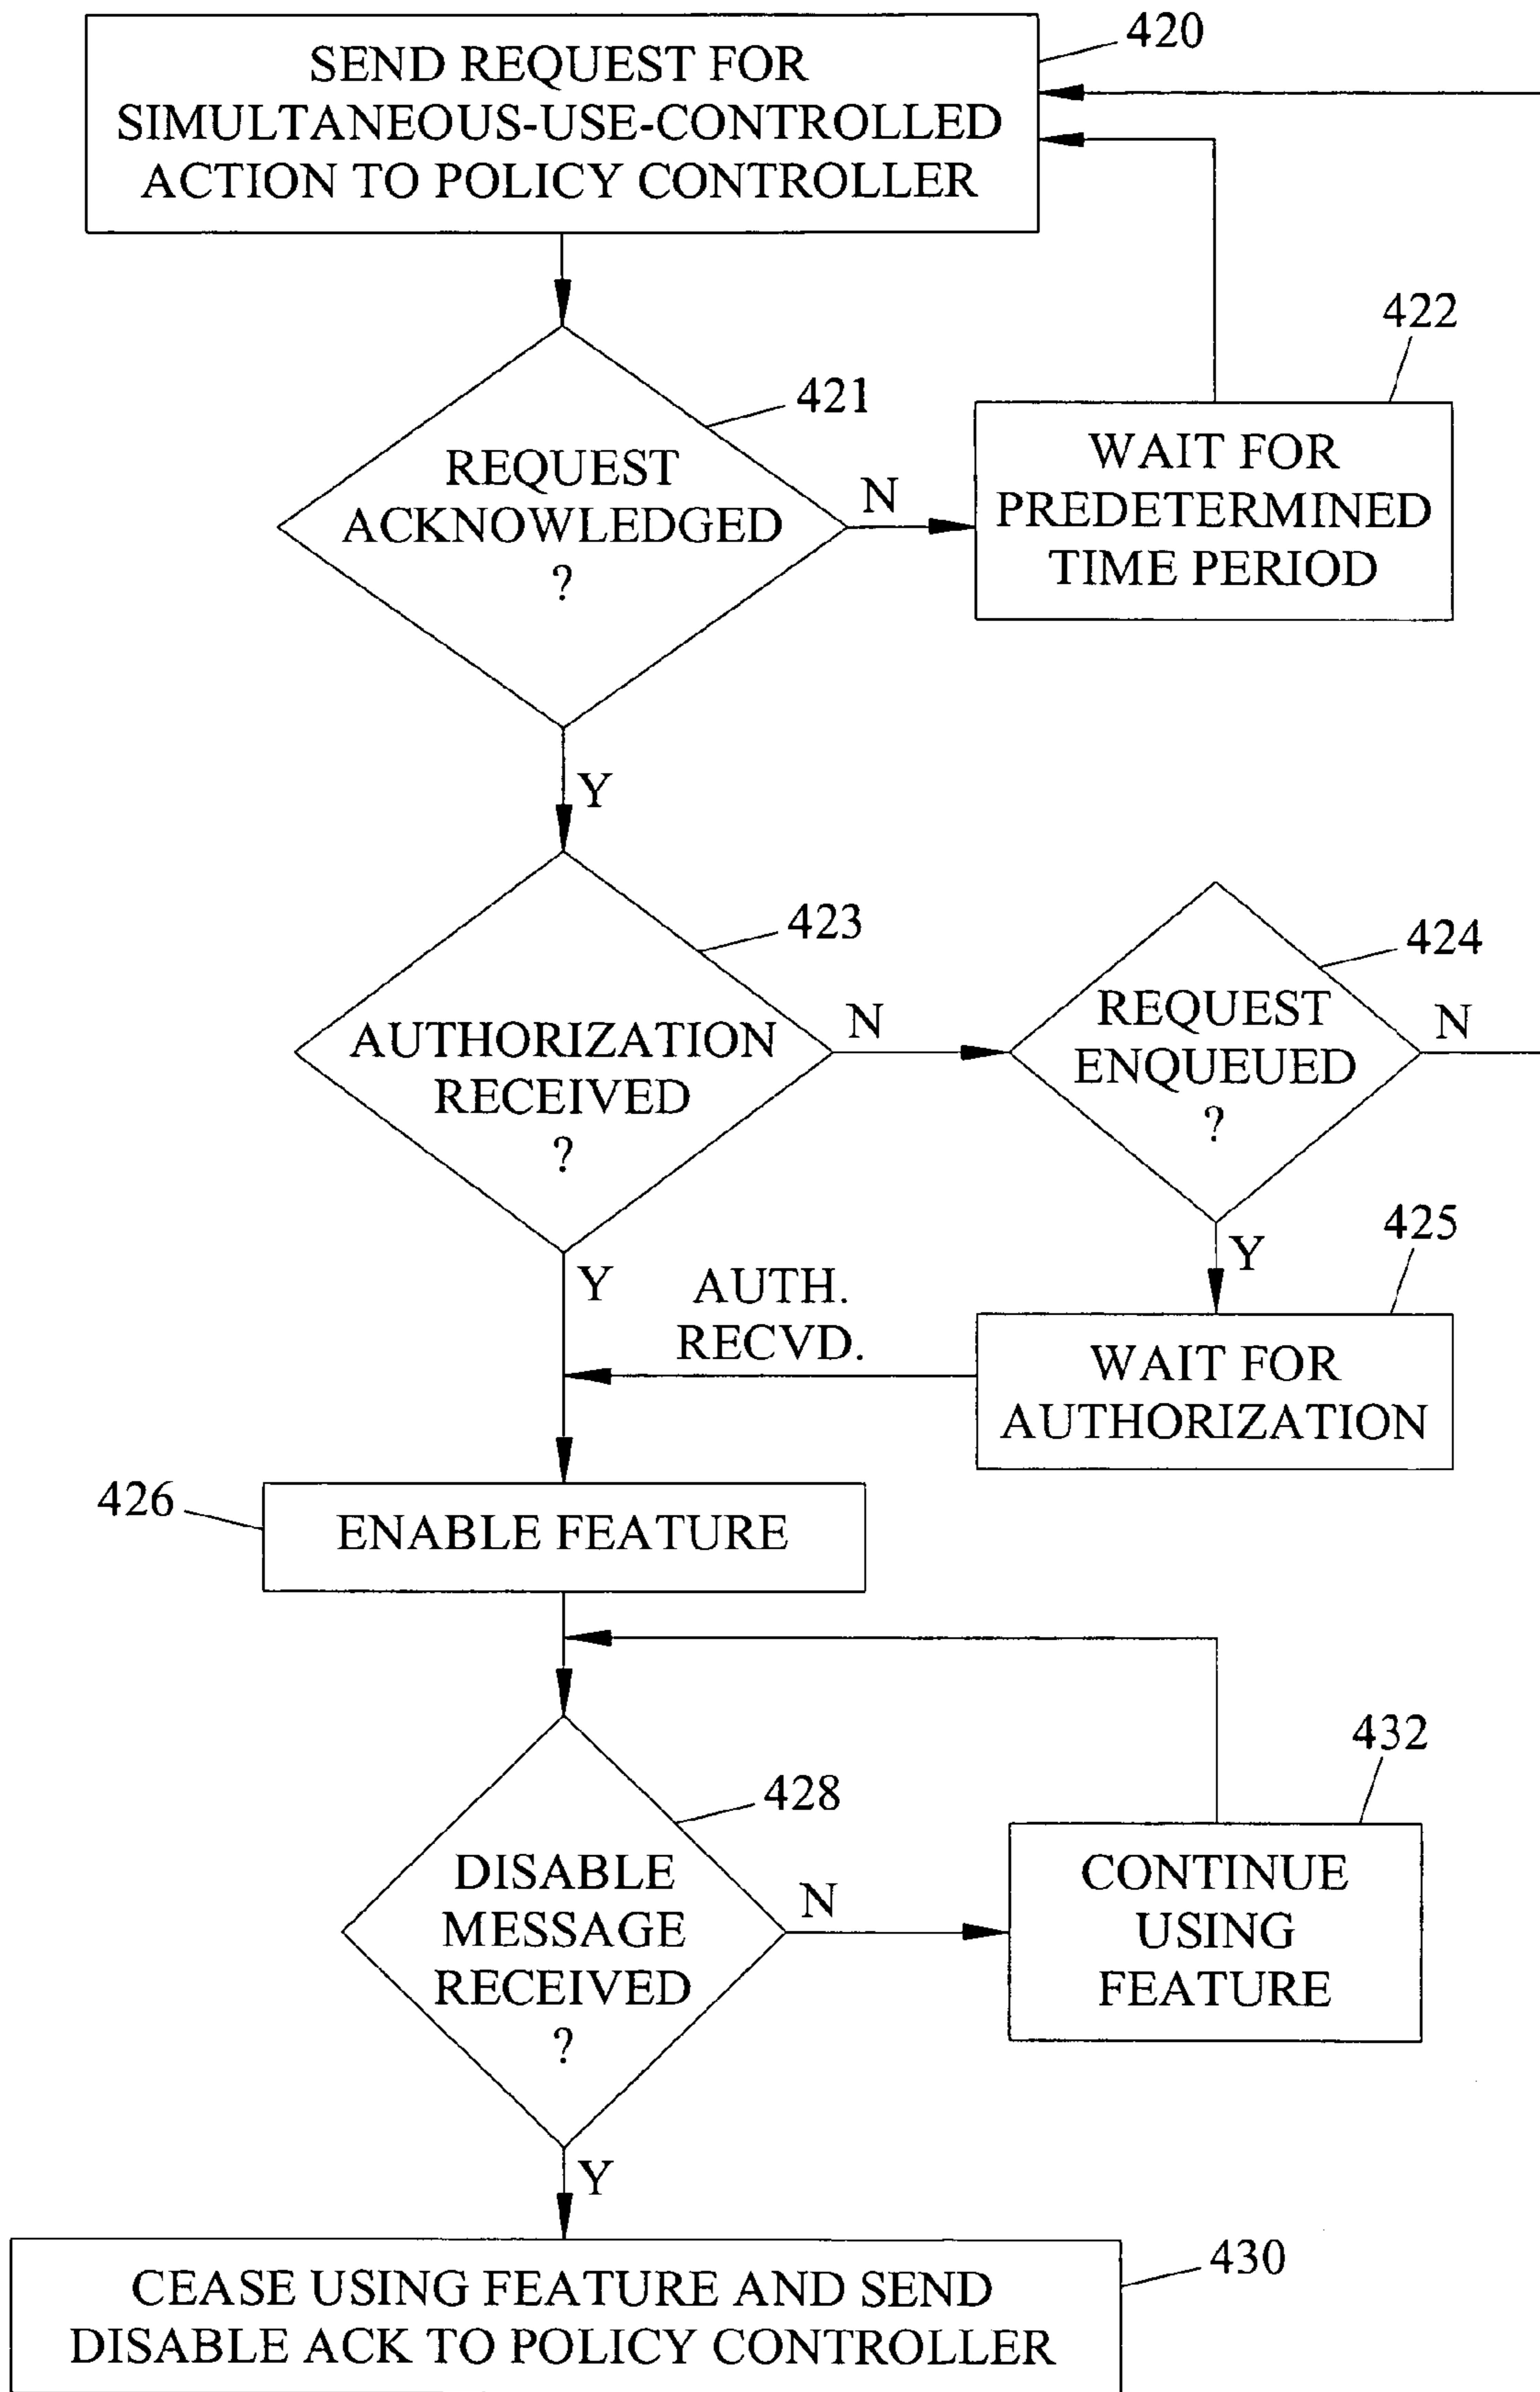 420
SEND REQUEST FOR
SIMULTANEOUS-USE-CONTROLLED
ACTION TO POLICY CONTROLLER
421
REQUEST
ACKNOWLEDGED
?
N
422
WAIT FOR
PREDETERMINED
TIME PERIOD
Y
423
AUTHORIZATION
RECEIVED
?
N
424
REQUEST
ENQUEUED
?
N
Y
425
WAIT FOR
AUTHORIZATION
AUTH.
RECVD.
Y
426
ENABLE FEATURE
428
DISABLE
MESSAGE
RECEIVED
?
N
432
CONTINUE
USING
FEATURE
Y
430
CEASE USING FEATURE AND SEND
DISABLE ACK TO POLICY CONTROLLER